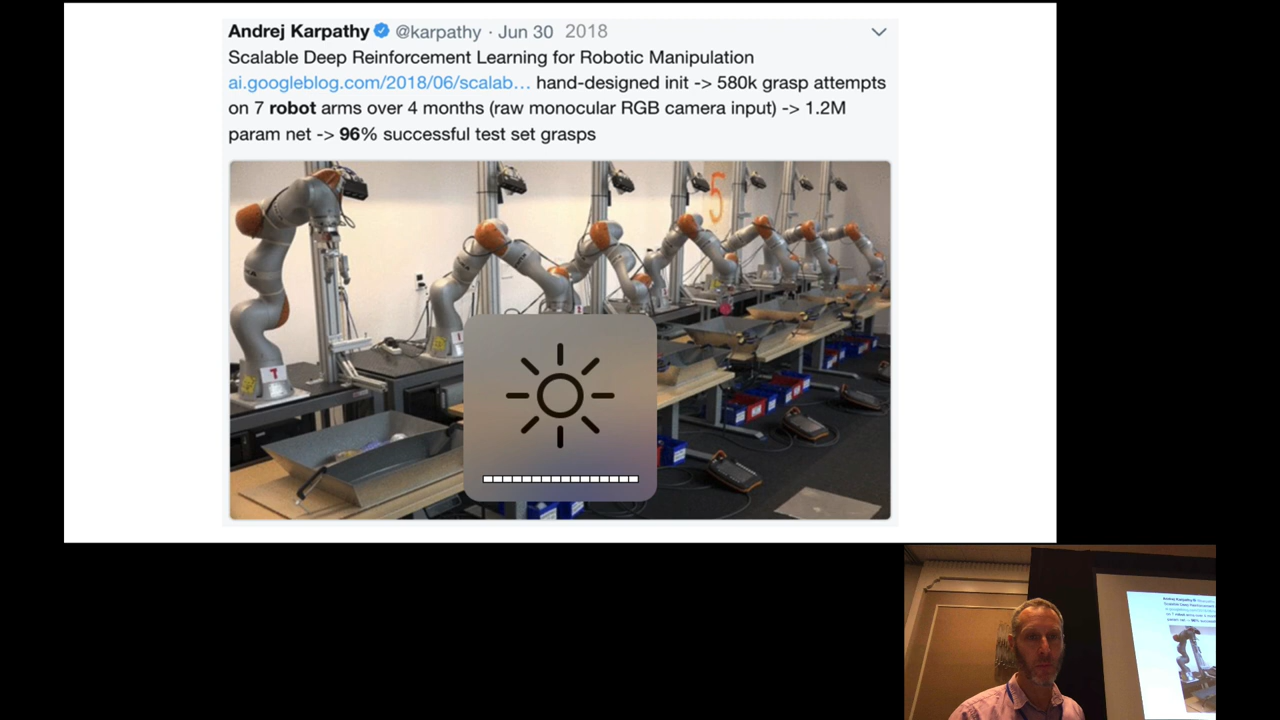 Andrej Karpathy @karpathy · Jun 30 2018
Scalable Deep Reinforcement Learning for Robotic Manipulation
ai.googleblog.com/2018/06/scalab… hand-designed init -> 580k grasp attempts
on 7 robot arms over 4 months (raw monocular RGB camera input) -> 1.2M
param net -> 96% successful test set grasps
5
T